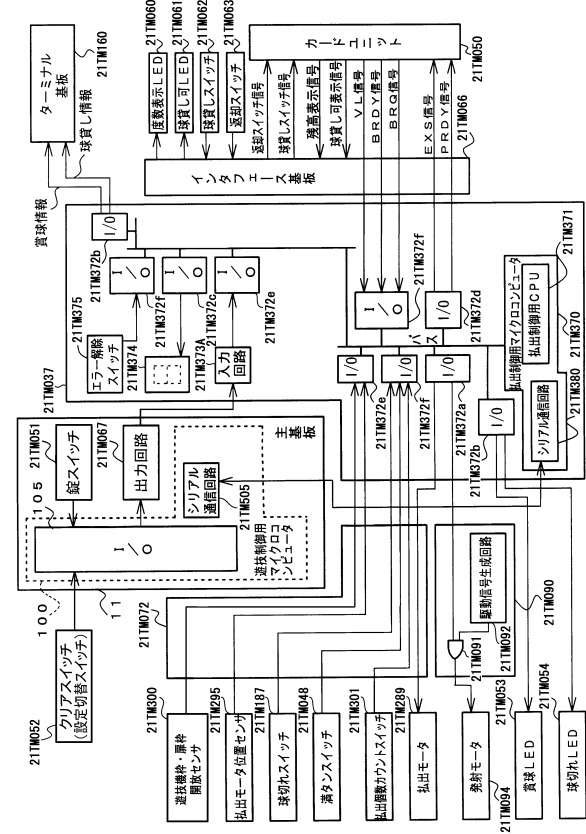 ターミナル
基板
21TM160
球貸し情報
賞球情報
度数表示LED
21TM060
球貸し可LED
21TM061
球貸しスイッチ
21TM062
返却スイッチ
21TM063
返却スイッチ信号
球貸しスイッチ信号
残高表示信号
球貸し可表示信号
カードユニット
21TM050
VL信号
BRDY信号
BRQ信号
EXS信号
PRDY信号
21TM066
インタフェース基板
I/O
21TM372b
I/O
21TM372f
I/O
21TM372c
I/O
21TM372e
21TM375
エラー解除
スイッチ
21TM374
21TM373A
入力
回路
21TM037
I/O
21TM372f
バス
I/O
21TM372d
I/O
21TM372e
I/O
21TM372f
I/O
21TM372a
I/O
21TM372b
払出制御用マイクロコンピュータ
払出制御用CPU
21TM371
21TM370
シリアル通信回路
21TM380
主基板
錠スイッチ
21TM051
出力回路
21TM067
105
I/O
シリアル
通信回路
21TM505
遊技制御用
マイクロコ
ンピュータ
100
11
クリアスイッチ
(設定切替スイッチ)
21TM052
21TM072
遊技機枠・扉枠
開放センサ
21TM300
払出モータ位置センサ
21TM295
球切れスイッチ
21TM187
満タンスイッチ
21TM048
払出個数カウントスイッチ
21TM301
払出モータ
21TM289
駆動信号生成回路
21TM092
21TM091
21TM090
発射モータ
21TM094
賞球LED
21TM053
球切れLED
21TM054